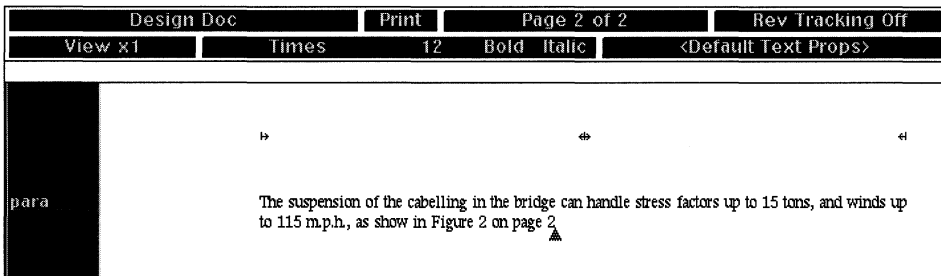 Design Doc Print Page 2 of 2 Rev Tracking Off
View x1 Times 12 Bold Italic <Default Text Props>
para
The suspension of the cabelling in the bridge can handle stress factors up to 15 tons, and winds up
to 115 m.p.h., as show in Figure 2 on page 2